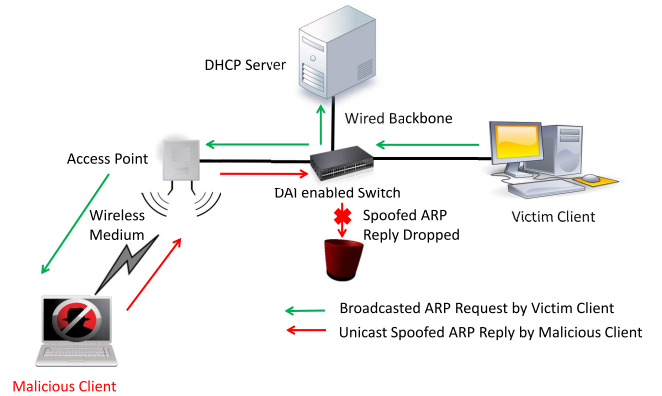 DHCP Server
Wired Backbone
Access Point
DAI enabled Switch
Wireless
Medium
Spoofed ARP
Reply Dropped
Victim Client
Broadcasted ARP Request by Victim Client
Unicast Spoofed ARP Reply by Malicious Client
Malicious Client